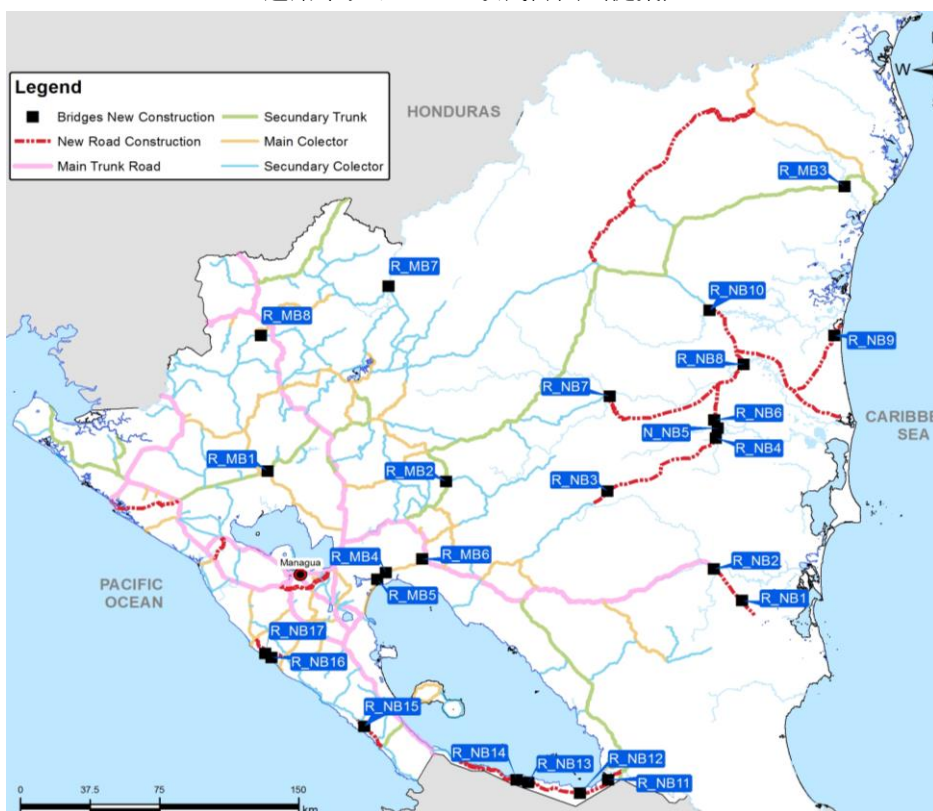 Legend
Bridges New Construction
New Road Construction
Main Trunk Road
Secundary Trunk
Main Colector
Secundary Colector
HONDURAS
W
R_MB3
R_MB7
R_NB10
R_MB8
R_NB9
R_NB8
R_NB7
R_NB6
CARIBBE
SEA
N_NB5
R_NB4
R_MB1
R_MB2
R_NB3
R_MB4
R_MB6
Managua
R_NB2
PACIFIC
OCEAN
R_MB5
R_NB1
R_NB17
R_NB16
R_NB15
R_NB14
R_NB13
R_NB12
R_NB11
0 37.5 75 150
km